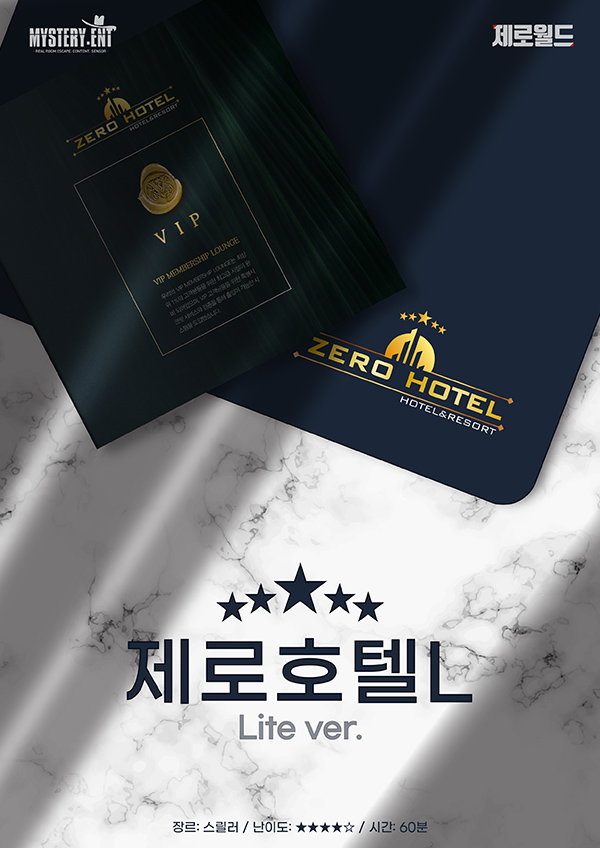 MYSTERY.ENT
REAL ROOM ESCAPE. CONTENT. SENSOR
제로월드
ZERO HOTEL
HOTEL&RESORT
VIP
VIP MEMBERSHIP LOUNGE
ZERO HOTEL
HOTEL&RESORT
제로호텔L
Lite ver.
장르: 스릴러 / 난이도: ★★★★☆ / 시간: 60분